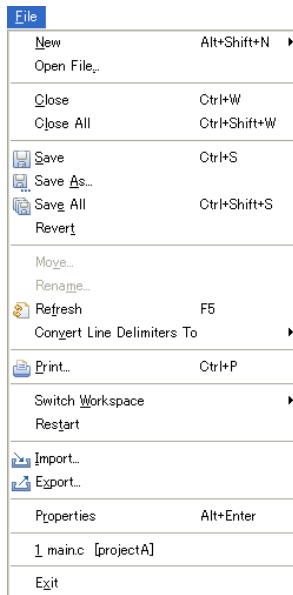 File
New Alt+Shift+N
Open File...
Close Ctrl+W
Close All Ctrl+Shift+W
Save Ctrl+S
Save As...
Save All Ctrl+Shift+S
Revert
Move...
Rename...
Refresh F5
Convert Line Delimiters To
Print... Ctrl+P
Switch Workspace
Restart
Import...
Export...
Properties Alt+Enter
1 main.c [projectA]
Exit